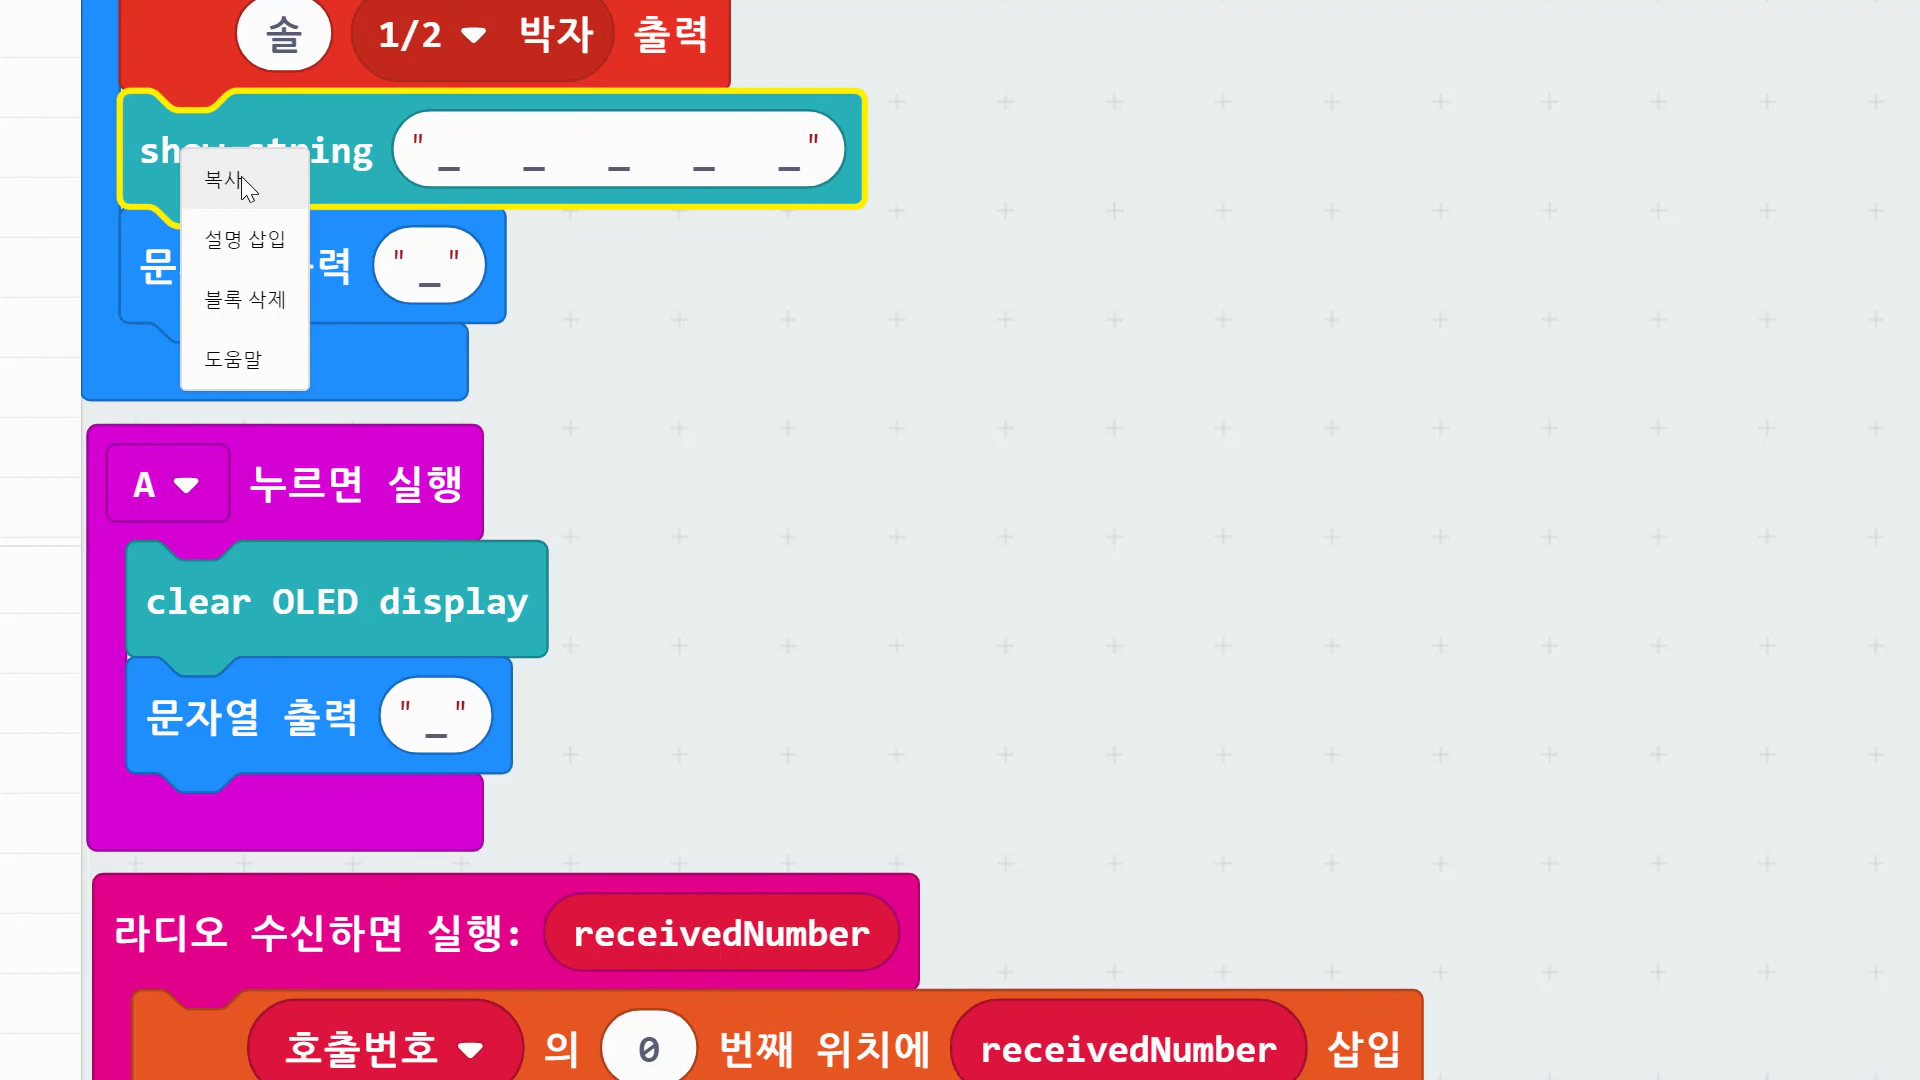 솔 1/2 박자 출력
show string " _ _ _ _ _ "
복사
설명 삽입
문 력 " _ "
블록 삭제
도움말
A 누르면 실행
clear OLED display
문자열 출력 " _ "
라디오 수신하면 실행: receivedNumber
호출번호 의 0 번째 위치에 receivedNumber 삽입